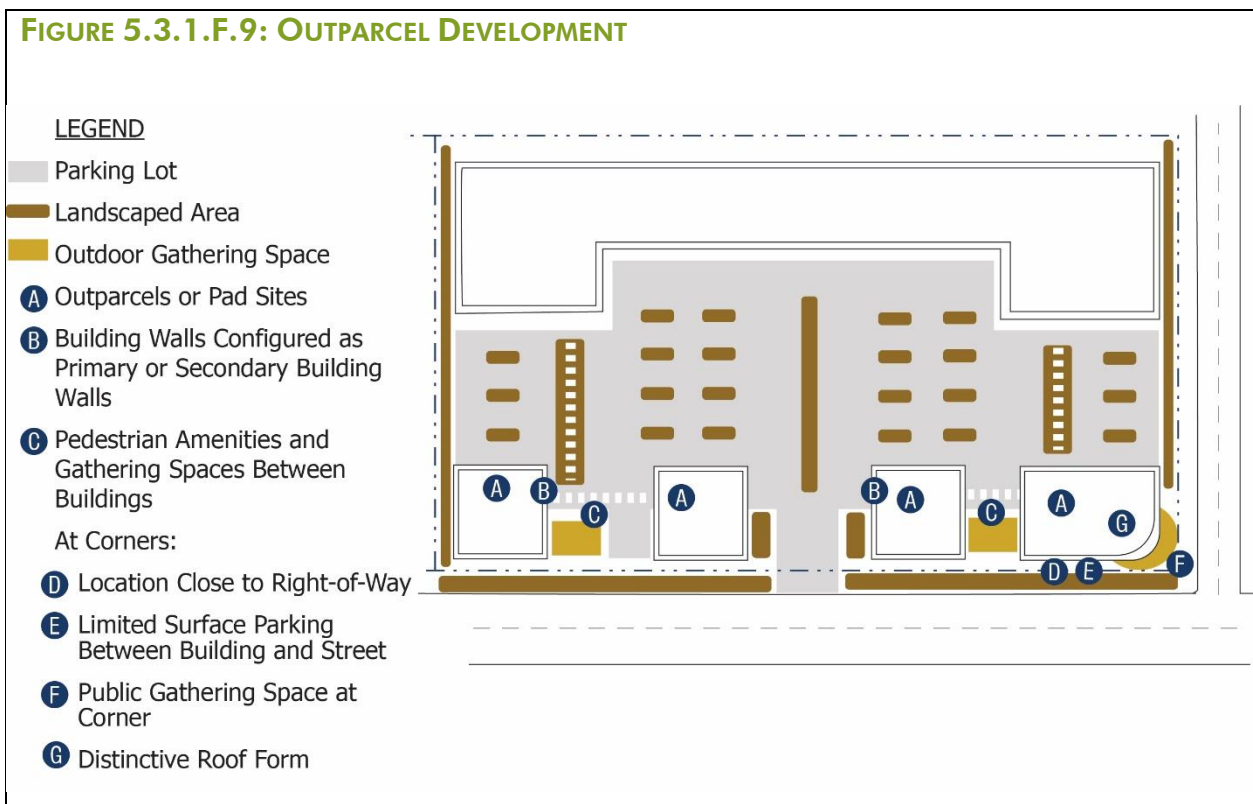 FIGURE 5.3.1.F.9: OUTPARCEL DEVELOPMENT
LEGEND
Parking Lot
Landscaped Area
Outdoor Gathering Space
A Outparcels or Pad Sites
B Building Walls Configured as
Primary or Secondary Building
Walls
C Pedestrian Amenities and
Gathering Spaces Between
Buildings
At Corners:
D Location Close to Right-of-Way
E Limited Surface Parking
Between Building and Street
F Public Gathering Space at
Corner
G Distinctive Roof Form
A
B
C
A
B
A
C
A
G
D
E
F